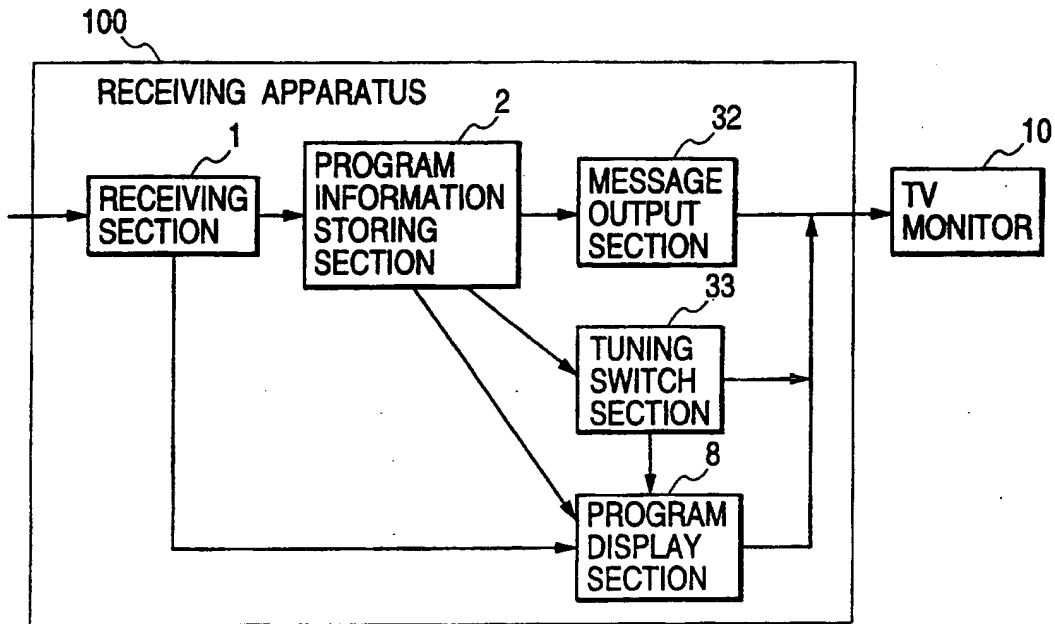 100
RECEIVING APPARATUS
1
RECEIVING
SECTION
2
PROGRAM
INFORMATION
STORING
SECTION
32
MESSAGE
OUTPUT
SECTION
10
TV
MONITOR
33
TUNING
SWITCH
SECTION
8
PROGRAM
DISPLAY
SECTION